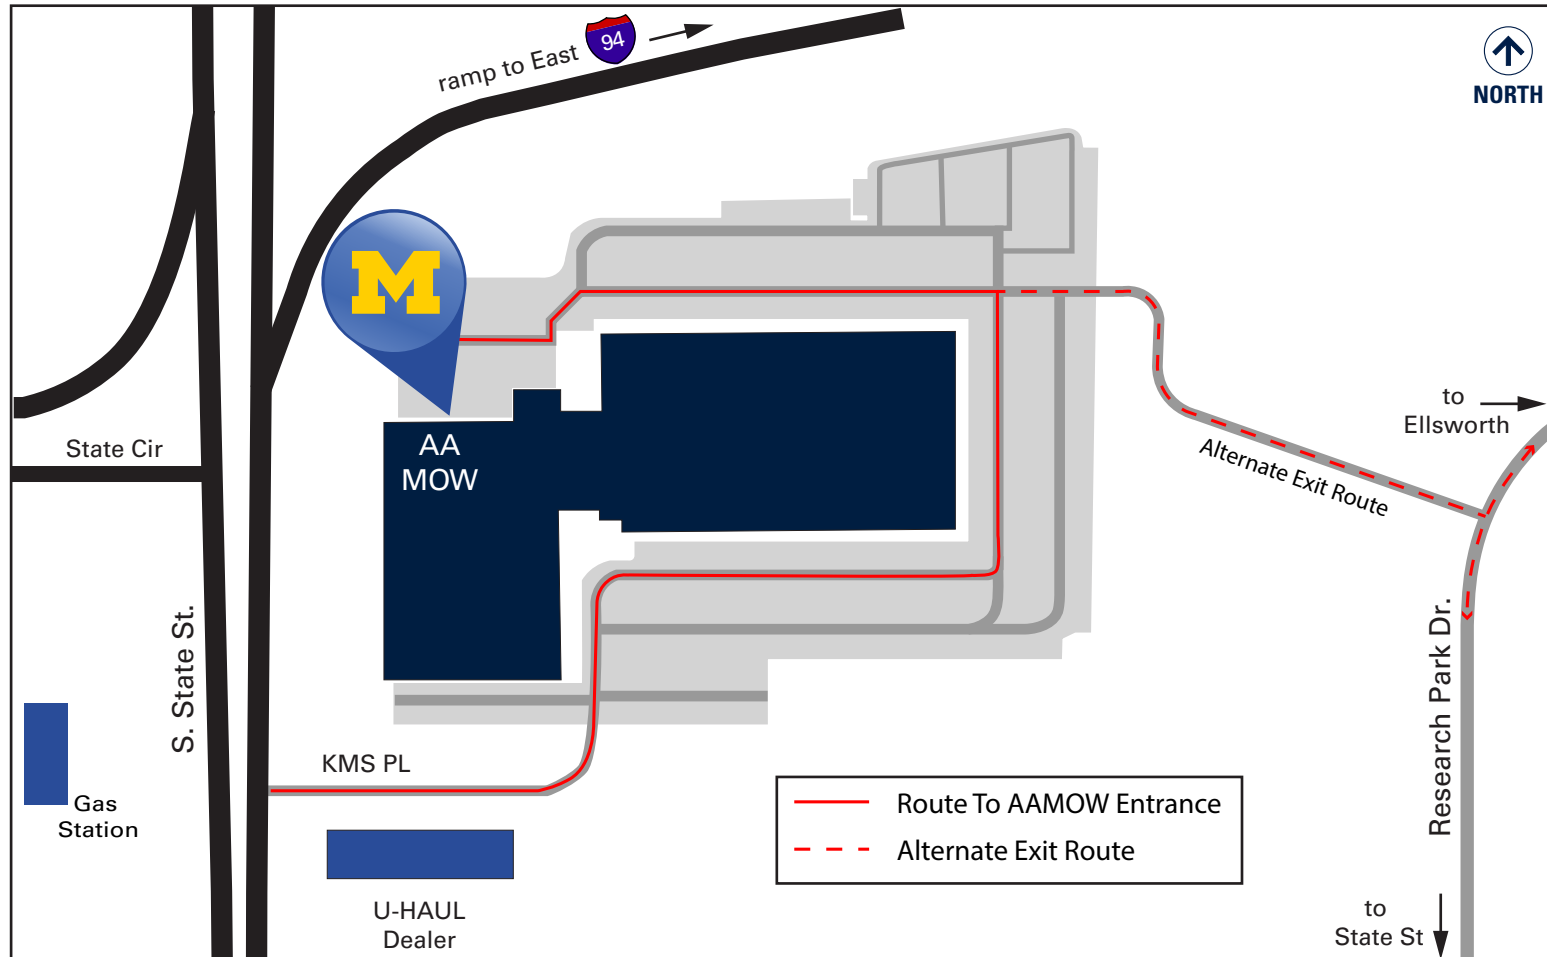 ramp to East
94
NORTH
M
to
Ellsworth
State Cir
AA
MOW
Alternate Exit Route
S. State St.
Research Park Dr.
KMS PL
Gas
Station
Route To AAMOW Entrance
Alternate Exit Route
U-HAUL
Dealer
to
State St